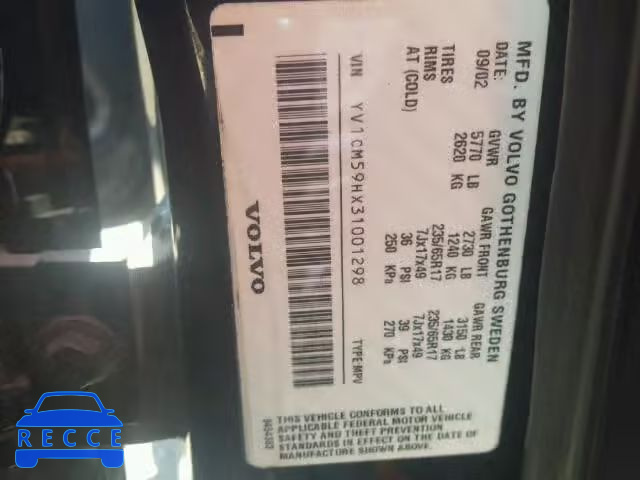 MFD. BY VOLVO GOTHENBURG SWEDEN
DATE: GVWR GAWR FRONT GAWR REAR
09/02 5770 LB 2730 LB 3150 LB
2620 KG 1240 KG 1430 KG
TIRES 235/65R17 235/65R17
RIMS 7Jx17x49 7Jx17x49
AT (COLD) 36 PSI 39 PSI
250 KPa 270 KPa
VIN YV1CM59HX31001298 TYPE:MPV
VOLVO
THIS VEHICLE CONFORMS TO ALL
APPLICABLE FEDERAL MOTOR VEHICLE
SAFETY AND THEFT PREVENTION
STANDARDS IN EFFECT ON THE DATE OF
MANUFACTURE SHOWN ABOVE.
RECCE